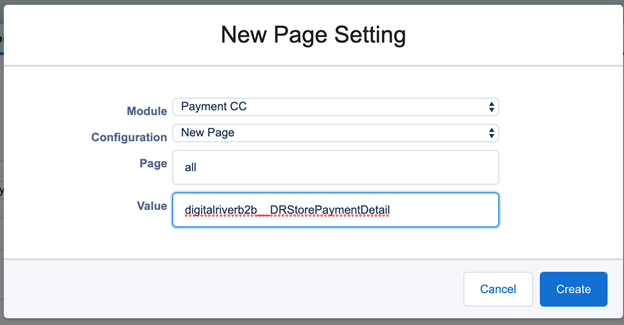 New Page Setting
Module Payment CC
Configuration New Page
Page all
Value digitalriverb2b__DRStorePaymentDetail
Cancel Create